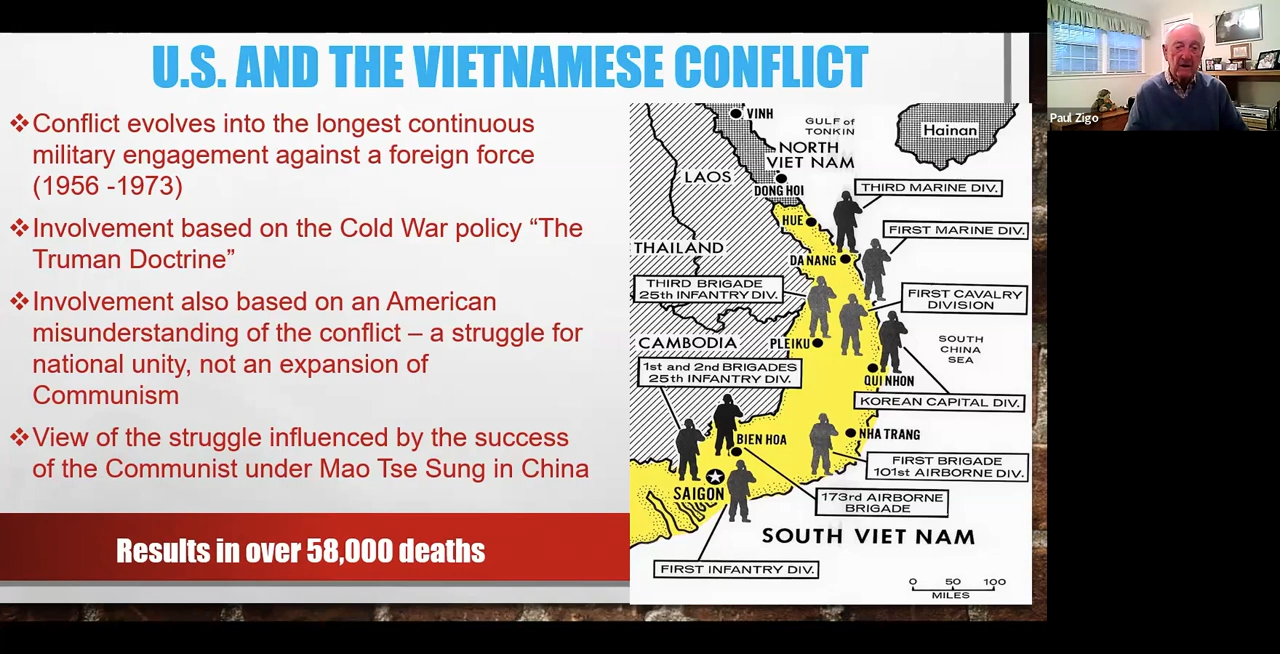 U.S. AND THE VIETNAMESE CONFLICT
❖Conflict evolves into the longest continuous
military engagement against a foreign force
(1956 -1973)
❖Involvement based on the Cold War policy “The
Truman Doctrine”
❖Involvement also based on an American
misunderstanding of the conflict – a struggle for
national unity, not an expansion of
Communism
❖View of the struggle influenced by the success
of the Communist under Mao Tse Sung in China
Results in over 58,000 deaths
VINH
GULF of
TONKIN
Hainan
NORTH
VIET NAM
LAOS
DONG HOI
THIRD MARINE DIV.
HUE
FIRST MARINE DIV.
THAILAND
DA NANG
THIRD BRIGADE
25th INFANTRY DIV.
FIRST CAVALRY
DIVISION
CAMBODIA
PLEIKU
SOUTH
CHINA
SEA
1st and 2nd BRIGADES
25th INFANTRY DIV.
QUI NHON
KOREAN CAPITAL DIV.
BIEN HOA
NHA TRANG
FIRST BRIGADE
101st AIRBORNE DIV.
SAIGON
173rd AIRBORNE
BRIGADE
SOUTH VIET NAM
FIRST INFANTRY DIV.
0 50 100
MILES
Paul Zigo